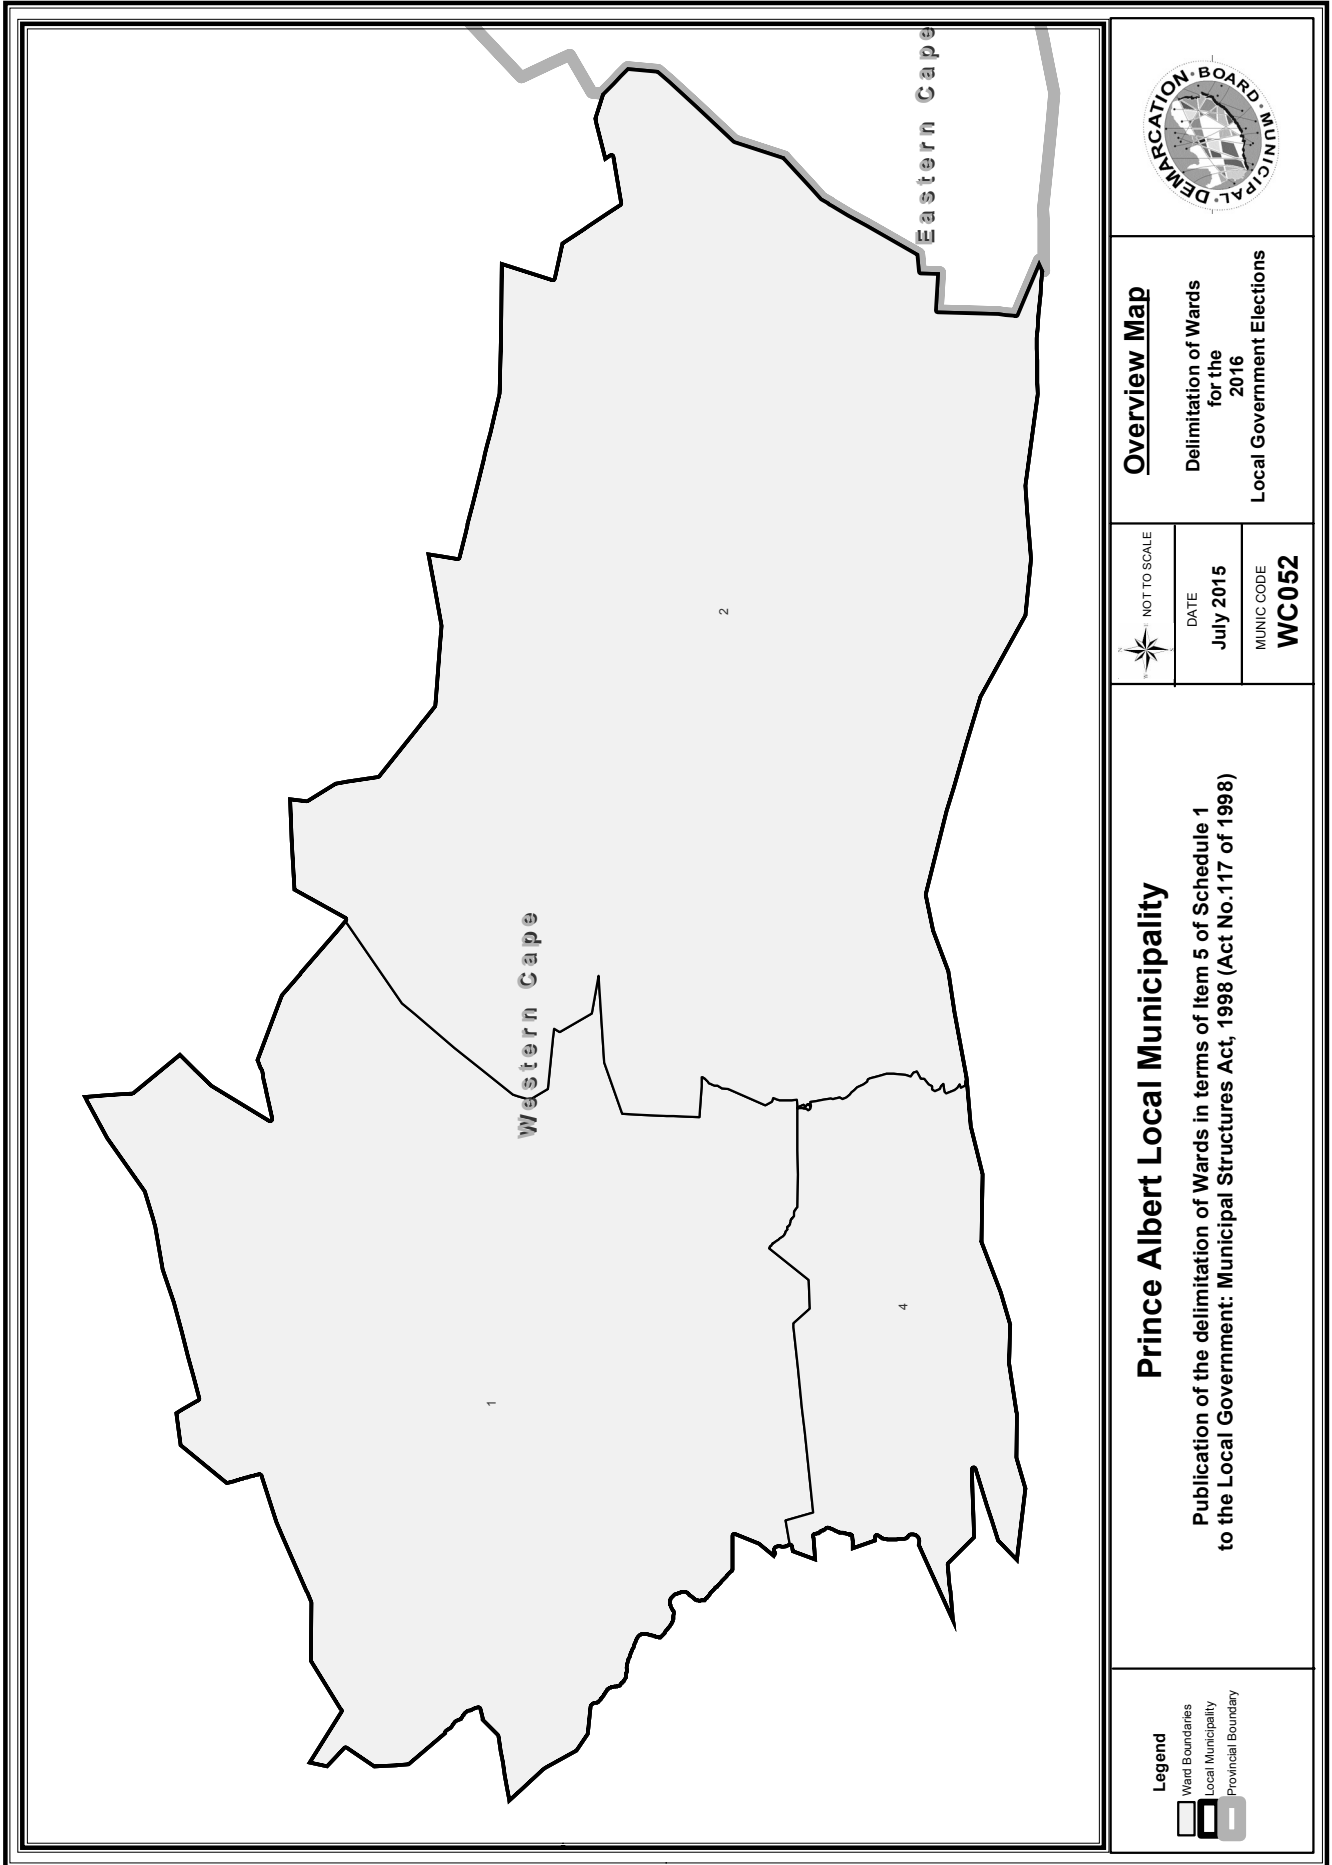 Western Cape
Eastern Cape
1
2
4
Legend
Ward Boundaries
Local Municipality
Provincial Boundary
Prince Albert Local Municipality
Publication of the delimitation of Wards in terms of Item 5 of Schedule 1
to the Local Government: Municipal Structures Act, 1998 (Act No.117 of 1998)
N
W
E
S
NOT TO SCALE
DATE
July 2015
MUNIC CODE
WC052
Overview Map
Delimitation of Wards
for the
2016
Local Government Elections
MUNICIPAL · DEMARCATION · BOARD ·